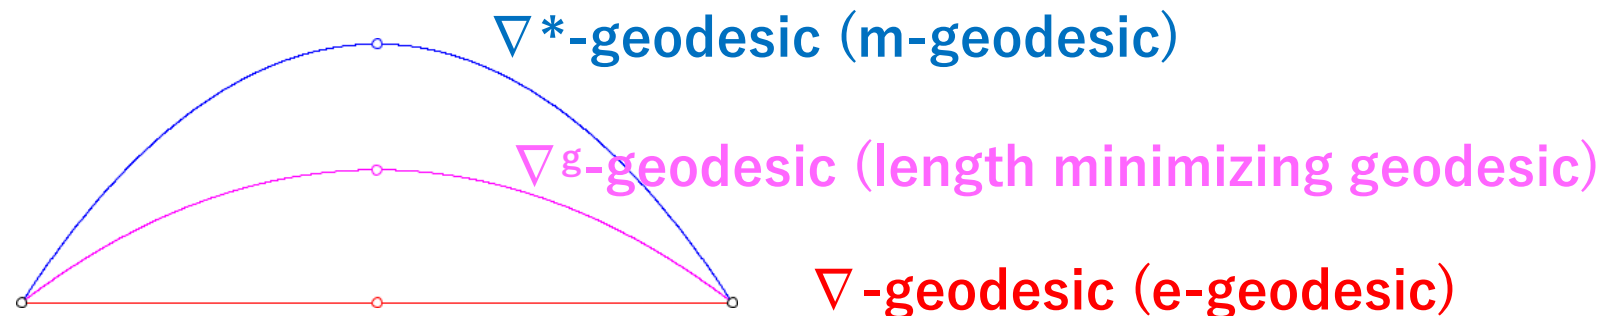 ∇*-geodesic (m-geodesic)
∇ᵍ-geodesic (length minimizing geodesic)
∇-geodesic (e-geodesic)